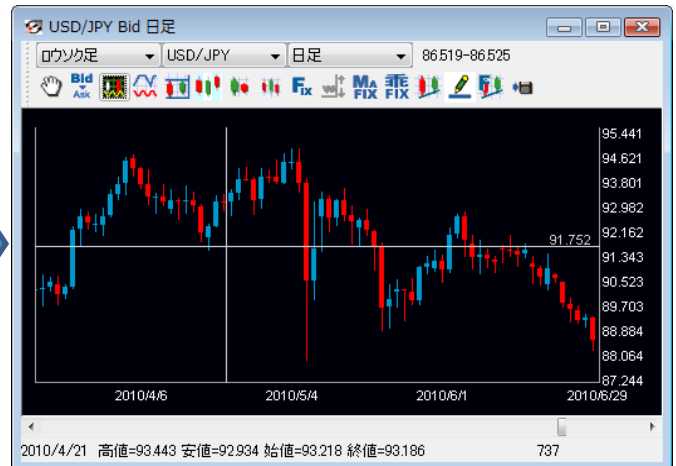 USD/JPY Bid 日足
ロウソク足 USD/JPY 日足 86.519-86.525
Bid Ask FIX vol MA FIX 乖離 FIX F
95.441
94.621
93.801
92.982
92.162
91.752
91.343
90.523
89.703
88.884
88.064
87.244
2010/4/6 2010/5/4 2010/6/1 2010/6/29
2010/4/21 高値=93.443 安値=92.934 始値=93.218 終値=93.186 737